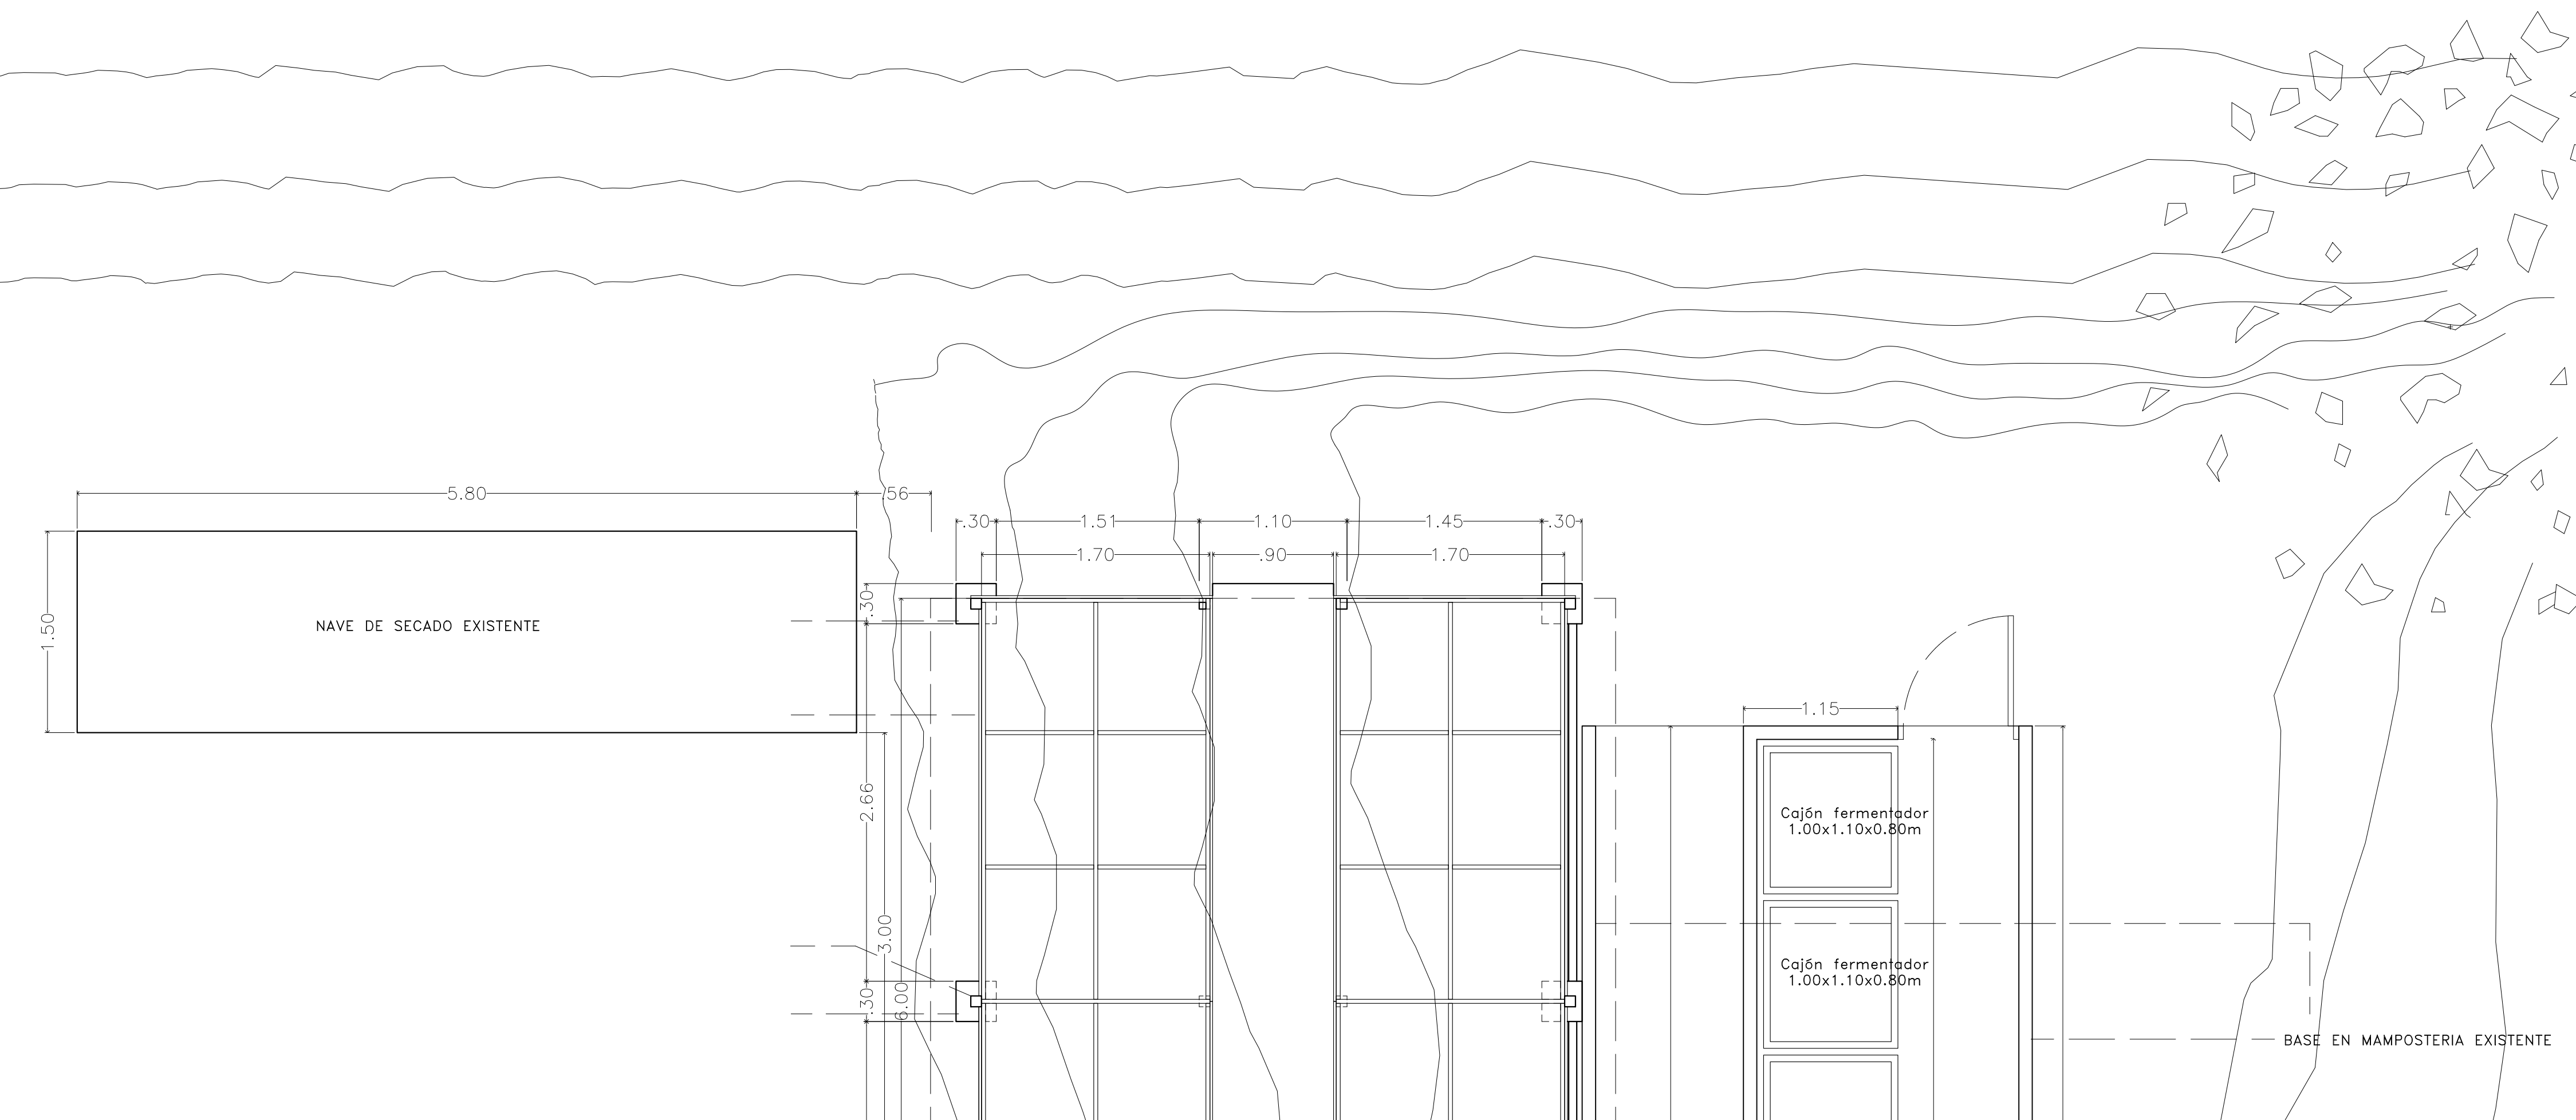 5.80
.56
.30
1.51
1.10
1.45
.30
1.70
.90
1.70
.30
1.50
NAVE DE SECADO EXISTENTE
1.15
2.66
Cajón fermentador
1.00x1.10x0.80m
3.00
Cajón fermentador
1.00x1.10x0.80m
.30
6.00
BASE EN MAMPOSTERIA EXISTENTE